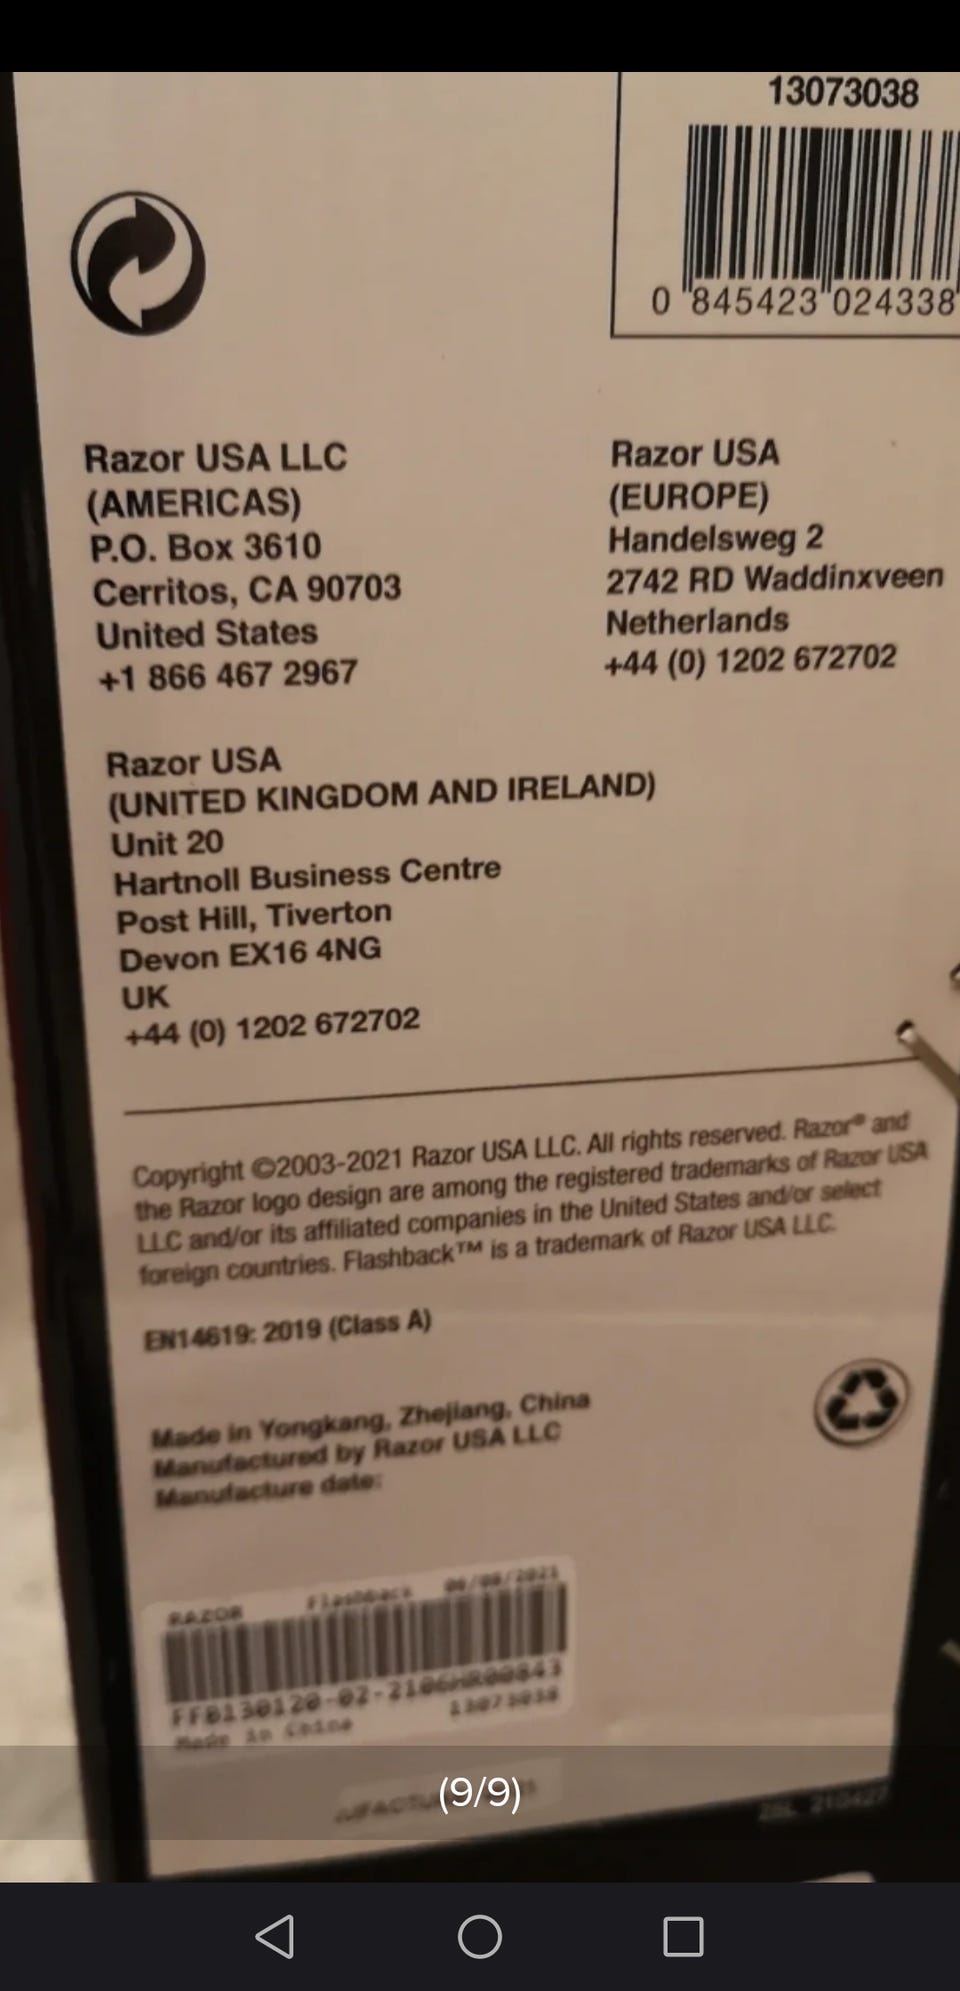 13073038
0 845423 024338
Razor USA LLC
(AMERICAS)
P.O. Box 3610
Cerritos, CA 90703
United States
+1 866 467 2967
Razor USA
(EUROPE)
Handelsweg 2
2742 RD Waddinxveen
Netherlands
+44 (0) 1202 672702
Razor USA
(UNITED KINGDOM AND IRELAND)
Unit 20
Hartnoll Business Centre
Post Hill, Tiverton
Devon EX16 4NG
UK
+44 (0) 1202 672702
Copyright ©2003-2021 Razor USA LLC. All rights reserved. Razor® and
the Razor logo design are among the registered trademarks of Razor USA
LLC and/or its affiliated companies in the United States and/or select
foreign countries. Flashback™ is a trademark of Razor USA LLC.
EN14619: 2019 (Class A)
Made in Yongkang, Zhejiang, China
Manufactured by Razor USA LLC
Manufacture date:
RAZOR Flashback
Made in China 13073038
(9/9)